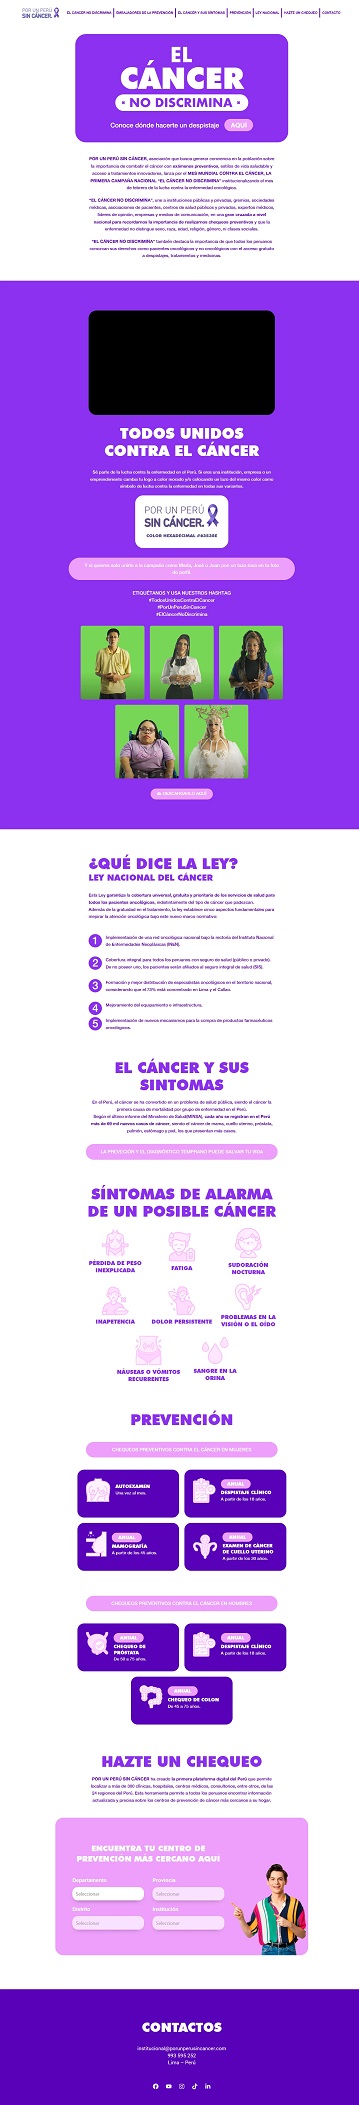 POR UN PERÚ
SIN CÁNCER.
EL CÁNCER NO DISCRIMINA
EMBAJADORES DE LA PREVENCIÓN
EL CÁNCER Y SUS SÍNTOMAS
PREVENCIÓN
LEY NACIONAL
HAZTE UN CHEQUEO
CONTACTO
EL
CÁNCER
NO DISCRIMINA
Conoce dónde hacerte un despistaje AQUÍ
POR UN PERÚ SIN CÁNCER, asociación que busca generar conciencia en la población sobre
la importancia de combatir el cáncer con exámenes preventivos, estilos de vida saludable y
acceso a tratamientos innovadores, lanza por el MES MUNDIAL CONTRA EL CÁNCER, LA
PRIMERA CAMPAÑA NACIONAL "EL CÁNCER NO DISCRIMINA" institucionalizando el mes
de febrero de la lucha contra la enfermedad oncológica.
"EL CÁNCER NO DISCRIMINA", une a instituciones públicas y privadas, gremios, sociedades
médicas, asociaciones de pacientes, centros de salud públicos y privados, expertos médicos,
líderes de opinión, empresas y medios de comunicación, en una gran cruzada a nivel
nacional para recordarnos la importancia de realizarnos chequeos preventivos y que la
enfermedad no distingue sexo, raza, edad, religión, género, ni clases sociales.
"EL CÁNCER NO DISCRIMINA" también destaca la importancia de que todos los peruanos
conozcan sus derechos como pacientes oncológicos y no oncológicos con el acceso gratuito
a despistajes, tratamientos y medicinas.
TODOS UNIDOS
CONTRA EL CÁNCER
Sé parte de la lucha contra la enfermedad en el Perú. Si eres una institución, empresa o un
emprendimiento cambia tu logo a color morado y/o colocando un lazo del mismo color como
símbolo de lucha contra la enfermedad en todas sus variantes.
POR UN PERÚ
SIN CÁNCER.
COLOR HEXADECIMAL
Y si quieres solo unirte a la campaña como María, José o Juan pon un lazo rosa en tu foto
de perfil.
ETIQUÉTANOS Y USA NUESTROS HASHTAG
#TodosUnidosContraElCancer
#PorUnPeruSinCancer
#ElCáncerNoDiscrimina
DESCÁRGARLO AQUÍ
¿QUÉ DICE LA LEY?
LEY NACIONAL DEL CÁNCER
Esta Ley garantiza la cobertura universal, gratuita y prioritaria de los servicios de salud para
todos los pacientes oncológicos, indistintamente del tipo de cáncer que padezcan.
Además de la gratuidad en el tratamiento, la ley establece cinco aspectos fundamentales para
mejorar la atención oncológica bajo este nuevo marco normativo:
1 Implementación de una red oncológica nacional bajo la rectoría del Instituto Nacional
de Enfermedades Neoplásicas (INEN).
2 Cobertura integral para todos los peruanos con seguro de salud (público o privado).
De no poseer uno, los pacientes serán afiliados al seguro integral de salud (SIS).
3 Formación y mejor distribución de especialistas oncológicos en el territorio nacional,
considerando que el 73% está concentrado en Lima y el Callao.
4 Mejoramiento del equipamiento e infraestructura.
5 Implementación de nuevos mecanismos para la compra de productos farmacéuticos
oncológicos.
EL CÁNCER Y SUS
SINTOMAS
En el Perú, el cáncer se ha convertido en un problema de salud pública, siendo el cáncer la
primera causa de mortalidad por grupo de enfermedad en el Perú.
Según el último informe del Ministerio de Salud(MINSA), cada año se registran en el Perú
más de 69 mil nuevos casos de cáncer, siendo el cáncer de mama, cuello uterino, próstata,
pulmón, estómago y piel, los que presentan más casos.
LA PREVECIÓN Y EL DIAGNÓSTICO TEMPRANO PUEDE SALVAR TU VIDA
SÍNTOMAS DE ALARMA
DE UN POSIBLE CÁNCER
PÉRDIDA DE PESO
INEXPLICADA
FATIGA
SUDORACIÓN
NOCTURNA
INAPETENCIA
DOLOR PERSISTENTE
PROBLEMAS EN LA
VISIÓN O EL OÍDO
NÁUSEAS O VÓMITOS
RECURRENTES
SANGRE EN LA
ORINA
PREVENCIÓN
CHEQUEOS PREVENTIVOS CONTRA EL CÁNCER EN MUJERES
AUTOEXAMEN
Una vez al mes.
ANUAL
DESPISTAJE CLÍNICO
A partir de los 18 años.
ANUAL
MAMOGRAFÍA
A partir de los 45 años.
ANUAL
EXAMEN DE CÁNCER
DE CUELLO UTERINO
A partir de los 30 años.
CHEQUEOS PREVENTIVOS CONTRA EL CÁNCER EN HOMBRES
ANUAL
CHEQUEO DE
PRÓSTATA
De 50 a 75 años.
ANUAL
DESPISTAJE CLÍNICO
A partir de los 18 años.
ANUAL
CHEQUEO DE COLON
De 45 a 75 años.
HAZTE UN CHEQUEO
POR UN PERÚ SIN CÁNCER ha creado la primera plataforma digital del Perú que permite
localizar a más de 300 clínicas, hospitales, centros médicos, consultorios, entre otros, de las
24 regiones del Perú. Esta herramienta permite a todos los peruanos encontrar información
actualizada y precisa sobre los centros de prevención de cáncer más cercanos a su hogar.
ENCUENTRA TU CENTRO DE
PREVENCIÓN MÁS CERCANO AQUÍ
Departamento
Provincia
Seleccionar
Seleccionar
Distrito
Institución
Seleccionar
Seleccionar
CONTACTOS
institucional@porunperusincancer.com
993 595 252
Lima – Perú